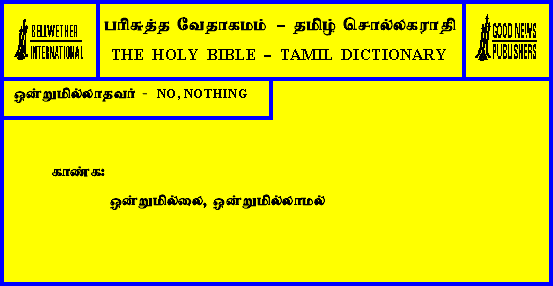 BELLWETHER
INTERNATIONAL
பரிசுத்த வேதாகமம் – தமிழ் சொல்லகராதி
THE HOLY BIBLE – TAMIL DICTIONARY
GOOD NEWS
PUBLISHERS
ஒன்றுமில்லாதவர் - NO, NOTHING
காண்க:
ஒன்றுமில்லை, ஒன்றுமில்லாமல்